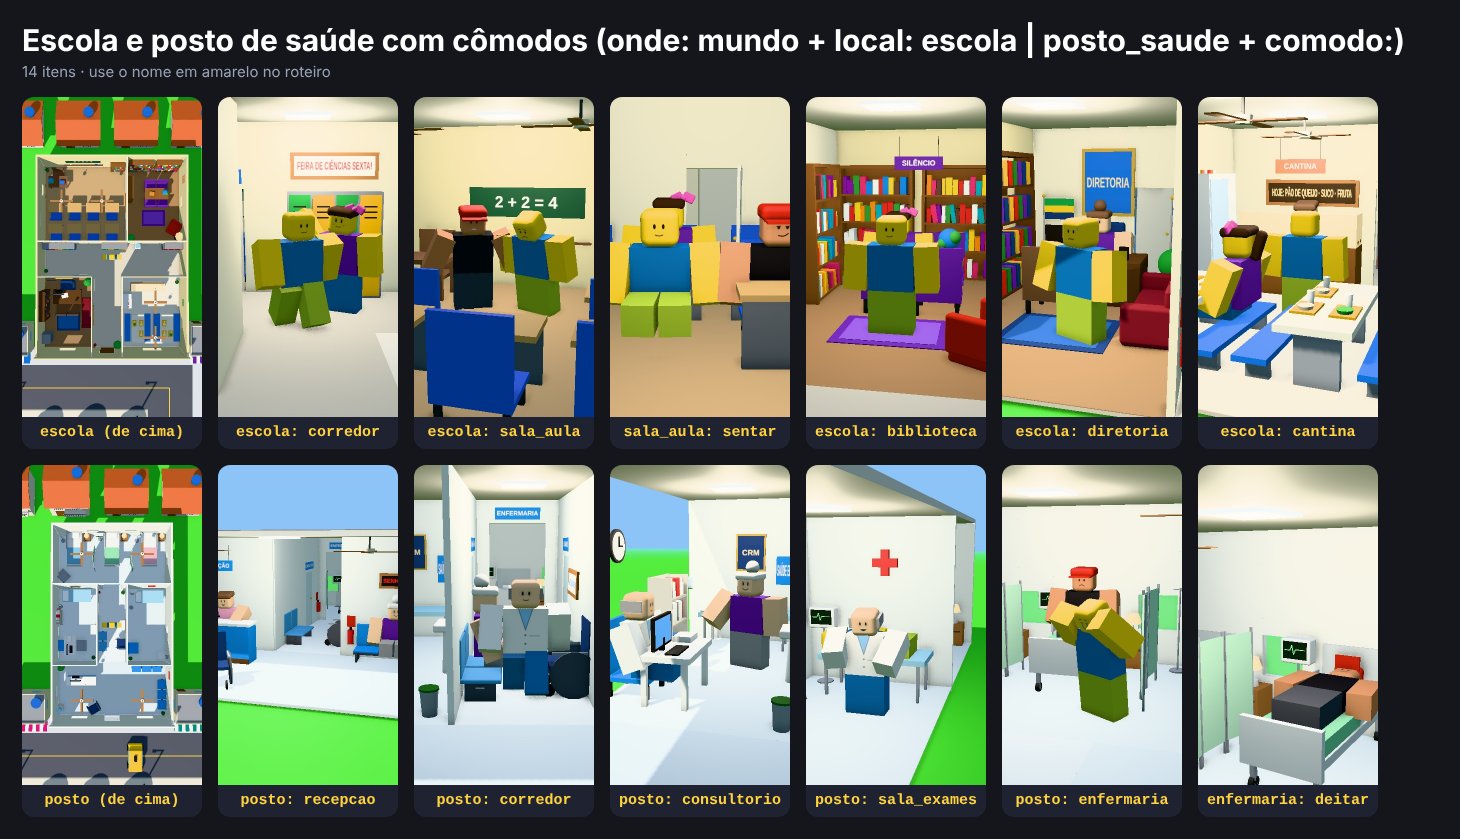 Escola e posto de saúde com cômodos (onde: mundo + local: escola | posto_saude + comodo:)
14 itens · use o nome em amarelo no roteiro
FEIRA DE CIÊNCIAS SEXTA!
2 + 2 = 4
SILÊNCIO
DIRETORIA
CANTINA
HOJE: PÃO DE QUEIJO · SUCO · FRUTA
escola (de cima)
escola: corredor
escola: sala_aula
sala_aula: sentar
escola: biblioteca
escola: diretoria
escola: cantina
ENFERMARIA
CRM
posto (de cima)
posto: recepcao
posto: corredor
posto: consultorio
posto: sala_exames
posto: enfermaria
enfermaria: deitar